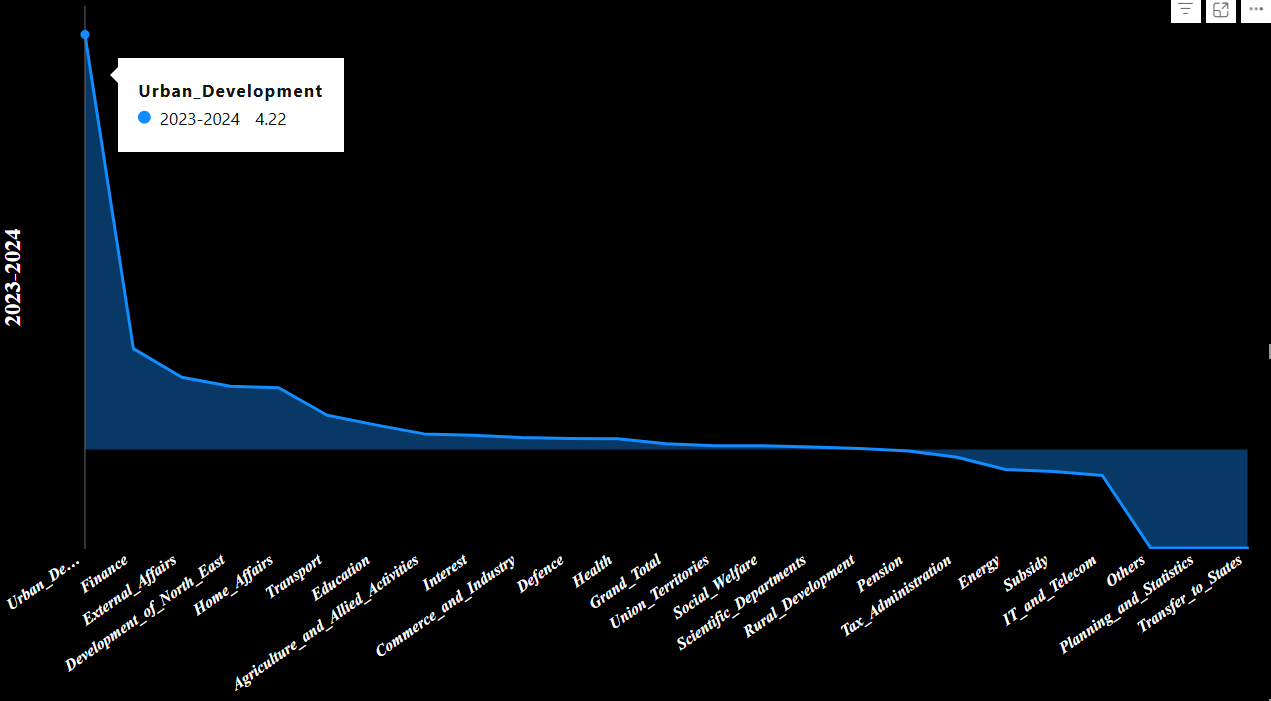 Urban_Development
2023-2024 4.22
2023-2024
Urban_De...
Finance
External_Affairs
Development_of_North_East
Home_Affairs
Transport
Education
Agriculture_and_Allied_Activities
Interest
Commerce_and_Industry
Defence
Health
Grand_Total
Union_Territories
Social_Welfare
Scientific_Departments
Rural_Development
Pension
Tax_Administration
Energy
Subsidy
IT_and_Telecom
Others
Planning_and_Statistics
Transfer_to_States